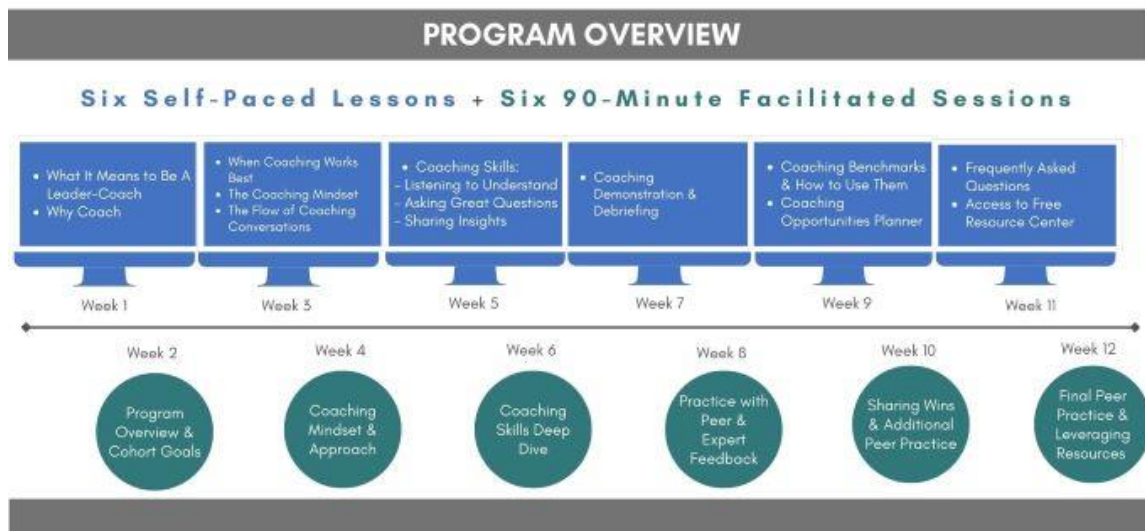 PROGRAM OVERVIEW
Six Self-Paced Lessons + Six 90-Minute Facilitated Sessions
• What It Means to Be A
Leader-Coach
• Why Coach
• When Coaching Works
Best
• The Coaching Mindset
• The Flow of Coaching
Conversations
• Coaching Skills:
- Listening to Understand
- Asking Great Questions
- Sharing Insights
• Coaching
Demonstration &
Debriefing
• Coaching Benchmarks
& How to Use Them
• Coaching
Opportunities Planner
• Frequently Asked
Questions
• Access to Free
Resource Center
Week 1
Week 3
Week 5
Week 7
Week 9
Week 11
Week 2
Week 4
Week 6
Week 8
Week 10
Week 12
Program
Overview &
Cohort Goals
Coaching
Mindset &
Approach
Coaching
Skills Deep
Dive
Practice with
Peer &
Expert
Feedback
Sharing Wins
& Additional
Peer Practice
Final Peer
Practice &
Leveraging
Resources